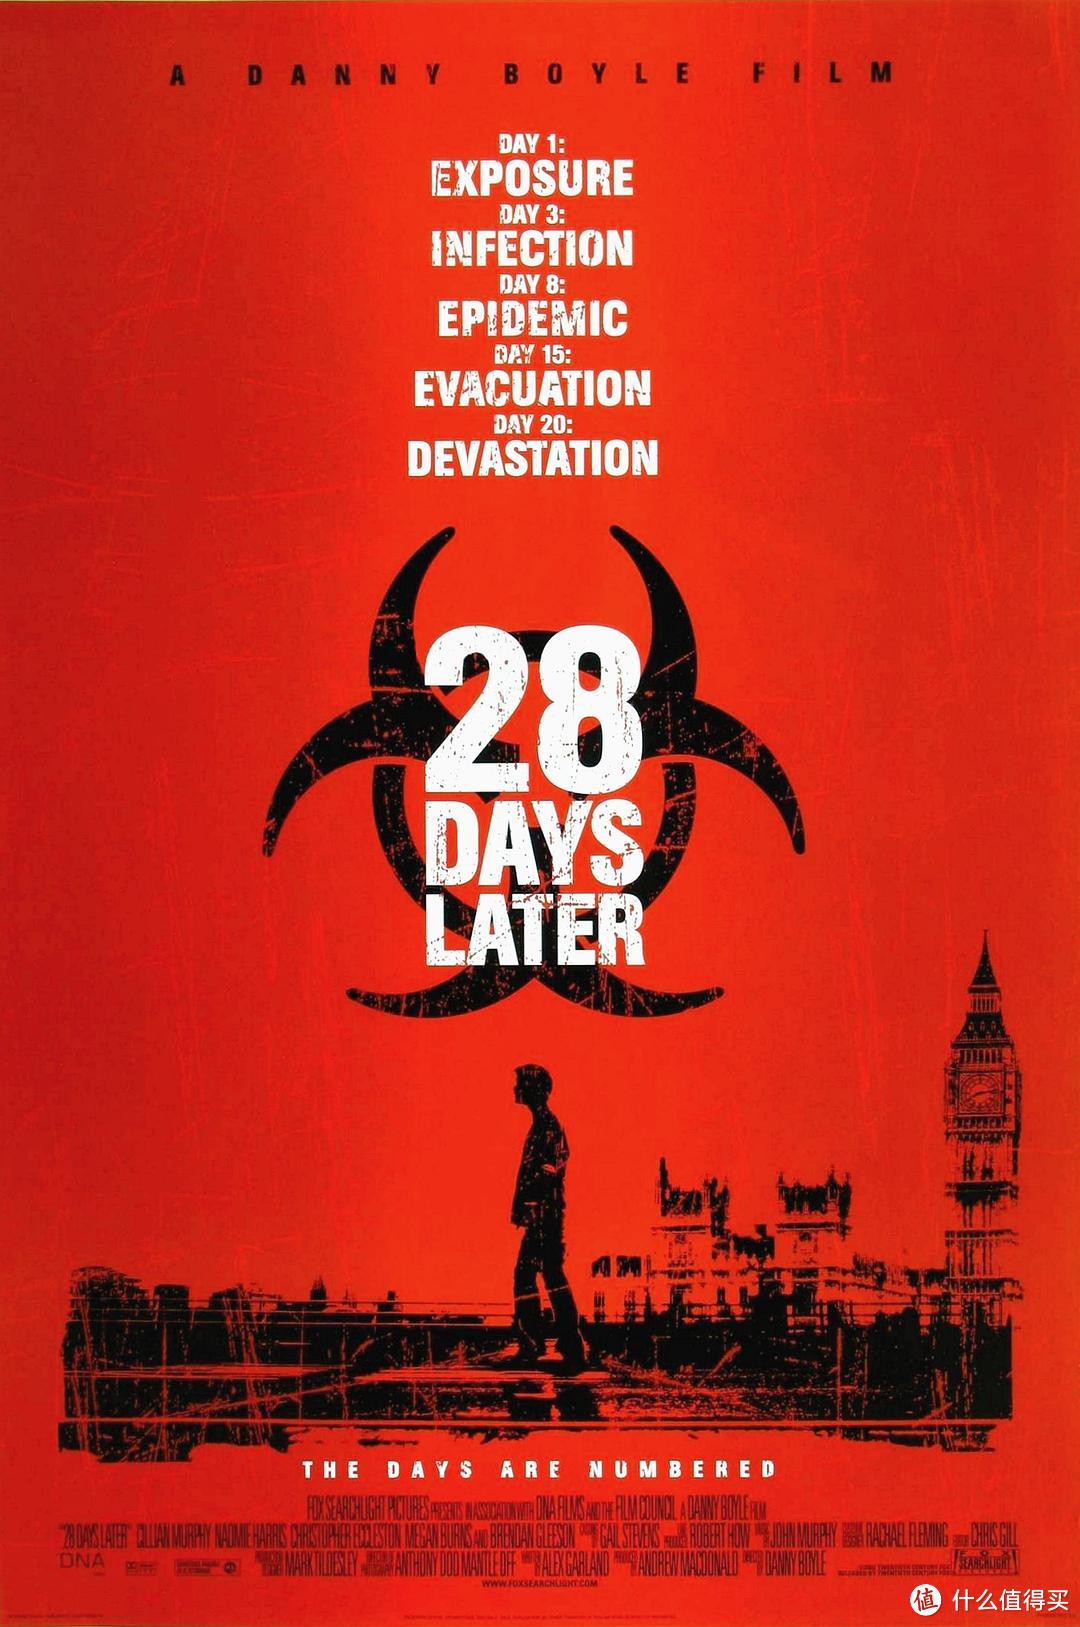 A DANNY BOYLE FILM
DAY 1:
EXPOSURE
DAY 3:
INFECTION
DAY 8:
EPIDEMIC
DAY 15:
EVACUATION
DAY 20:
DEVASTATION
28
DAYS
LATER
THE DAYS ARE NUMBERED
FOX SEARCHLIGHT PICTURES PRESENTS IN ASSOCIATION WITH DNA FILMS AND THE FILM COUNCIL A DANNY BOYLE FILM
"28 DAYS LATER" CILLIAN MURPHY NAOMIE HARRIS CHRISTOPHER ECCLESTON MEGAN BURNS AND BRENDAN GLEESON GAIL STEVENS ROBERT HOW JOHN MURPHY RACHAEL FLEMING CHRIS GILL
DNA MARK TILDESLEY ANTHONY DOD MANTLE DFF ALEX GARLAND ANDREW MACDONALD DANNY BOYLE SEARCHLIGHT
WWW.FOXSEARCHLIGHT.COM
值 什么值得买